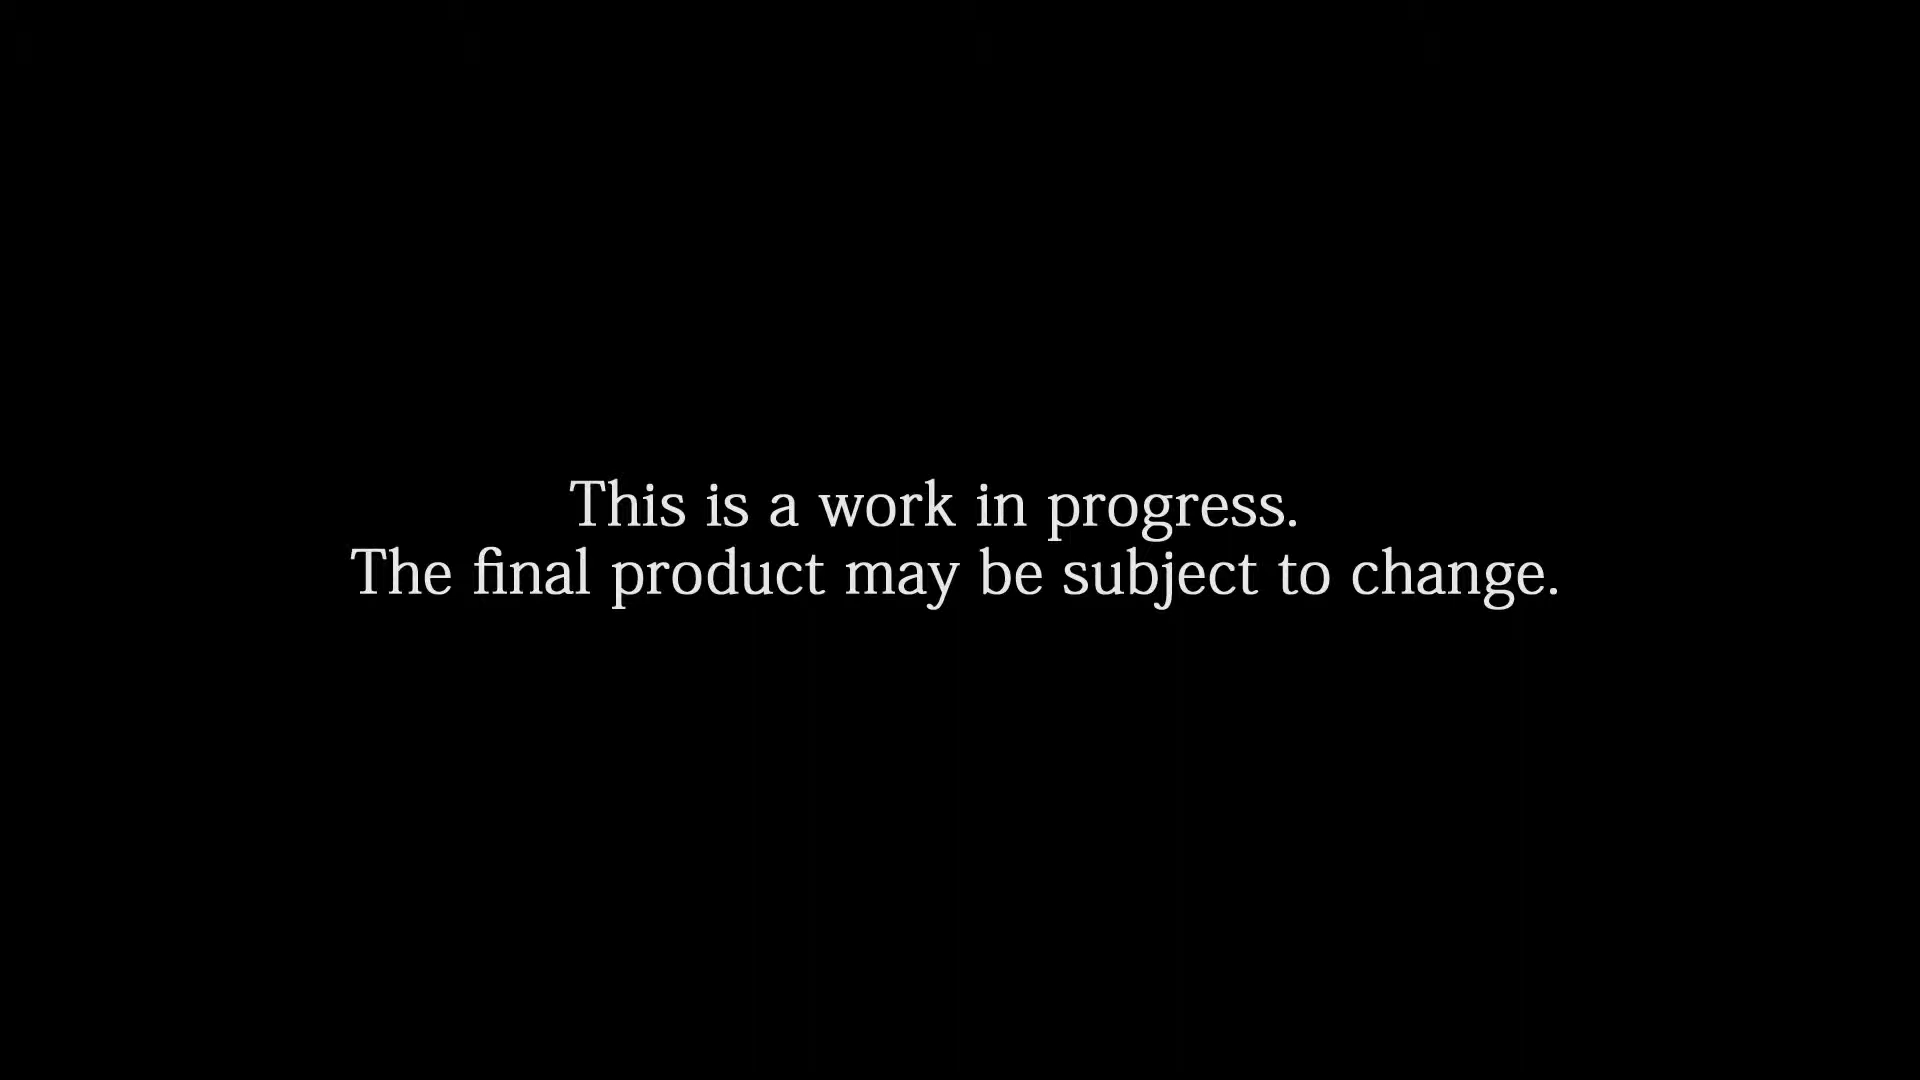 This is a work in progress.
The final product may be subject to change.